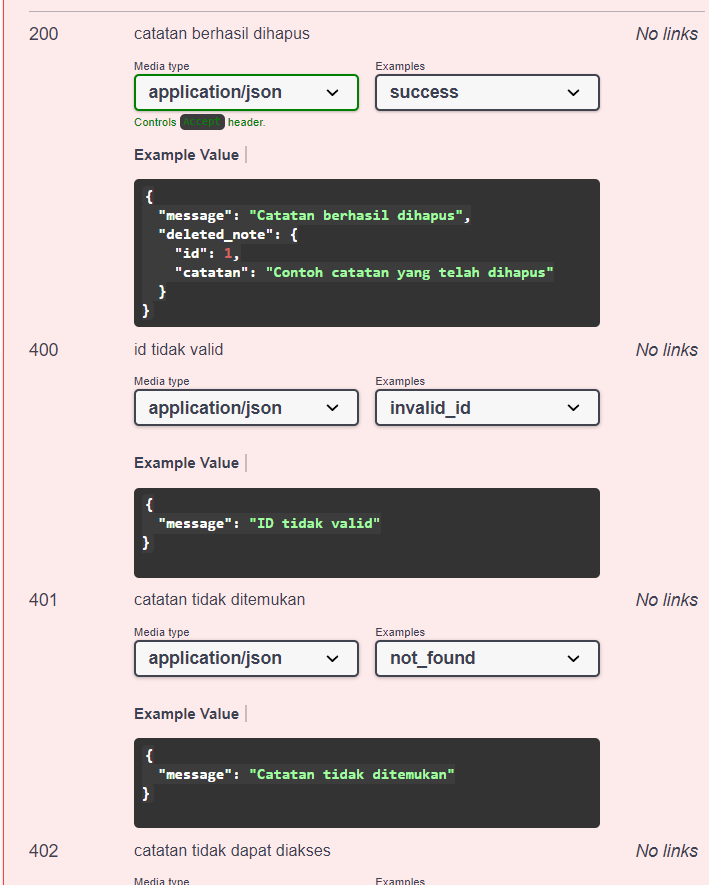 200 catatan berhasil dihapus No links
Media type Examples
application/json success
Controls Accept header.
Example Value
{
"message": "Catatan berhasil dihapus",
"deleted_note": {
"id": 1,
"catatan": "Contoh catatan yang telah dihapus"
}
}
400 id tidak valid No links
Media type Examples
application/json invalid_id
Example Value
{
"message": "ID tidak valid"
}
401 catatan tidak ditemukan No links
Media type Examples
application/json not_found
Example Value
{
"message": "Catatan tidak ditemukan"
}
402 catatan tidak dapat diakses No links
Media type Examples